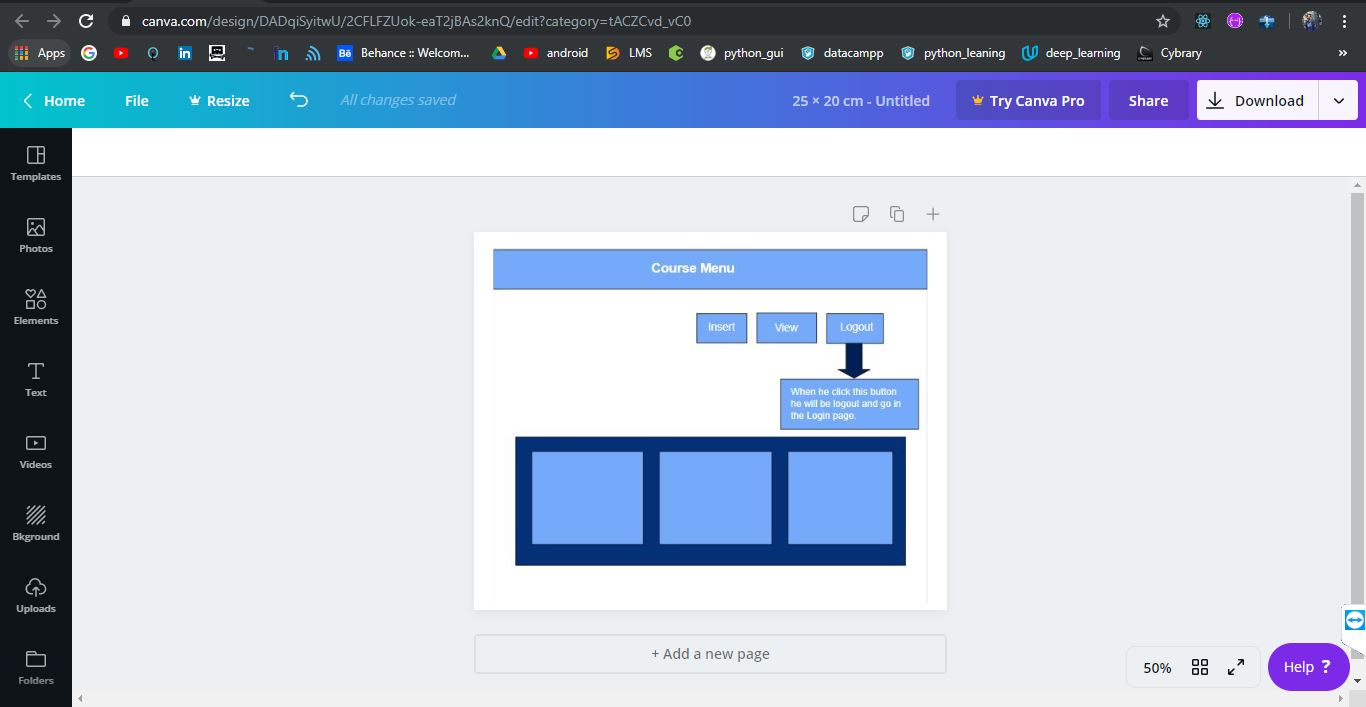 canva.com/design/DADqiSyitwU/2CFLFZUok-eaT2jBAs2knQ/edit?category=tACZCvd_vC0
Apps Behance :: Welcom... android LMS python_gui datacampp python_leaning deep_learning Cybrary »
Home File Resize All changes saved 25 × 20 cm - Untitled Try Canva Pro Share Download
Templates
Photos
Elements
Text
Videos
Bkground
Uploads
Folders
Course Menu
Insert View Logout
When he click this button
he will be logout and go in
the Login page.
+ Add a new page
50% Help ?